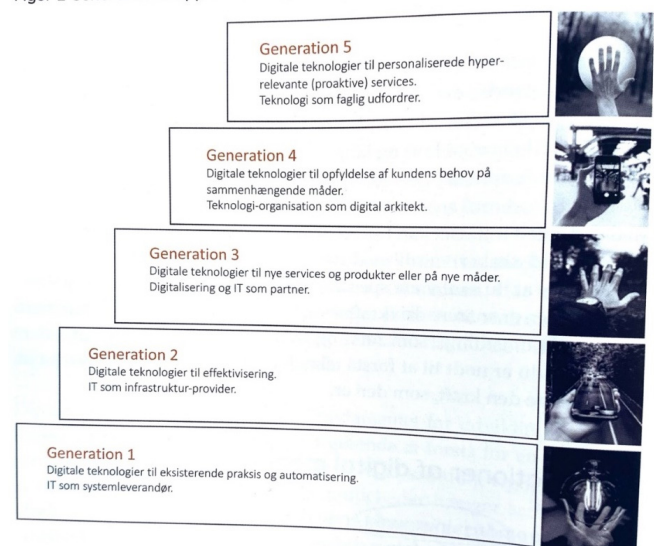 Generation 5
Digitale teknologier til personaliserede hyper-
relevante (proaktive) services.
Teknologi som faglig udfordrer.
Generation 4
Digitale teknologier til opfyldelse af kundens behov på
sammenhængende måder.
Teknologi-organisation som digital arkitekt.
Generation 3
Digitale teknologier til nye services og produkter eller på nye måder.
Digitalisering og IT som partner.
Generation 2
Digitale teknologier til effektivisering.
IT som infrastruktur-provider.
Generation 1
Digitale teknologier til eksisterende praksis og automatisering.
IT som systemleverandør.